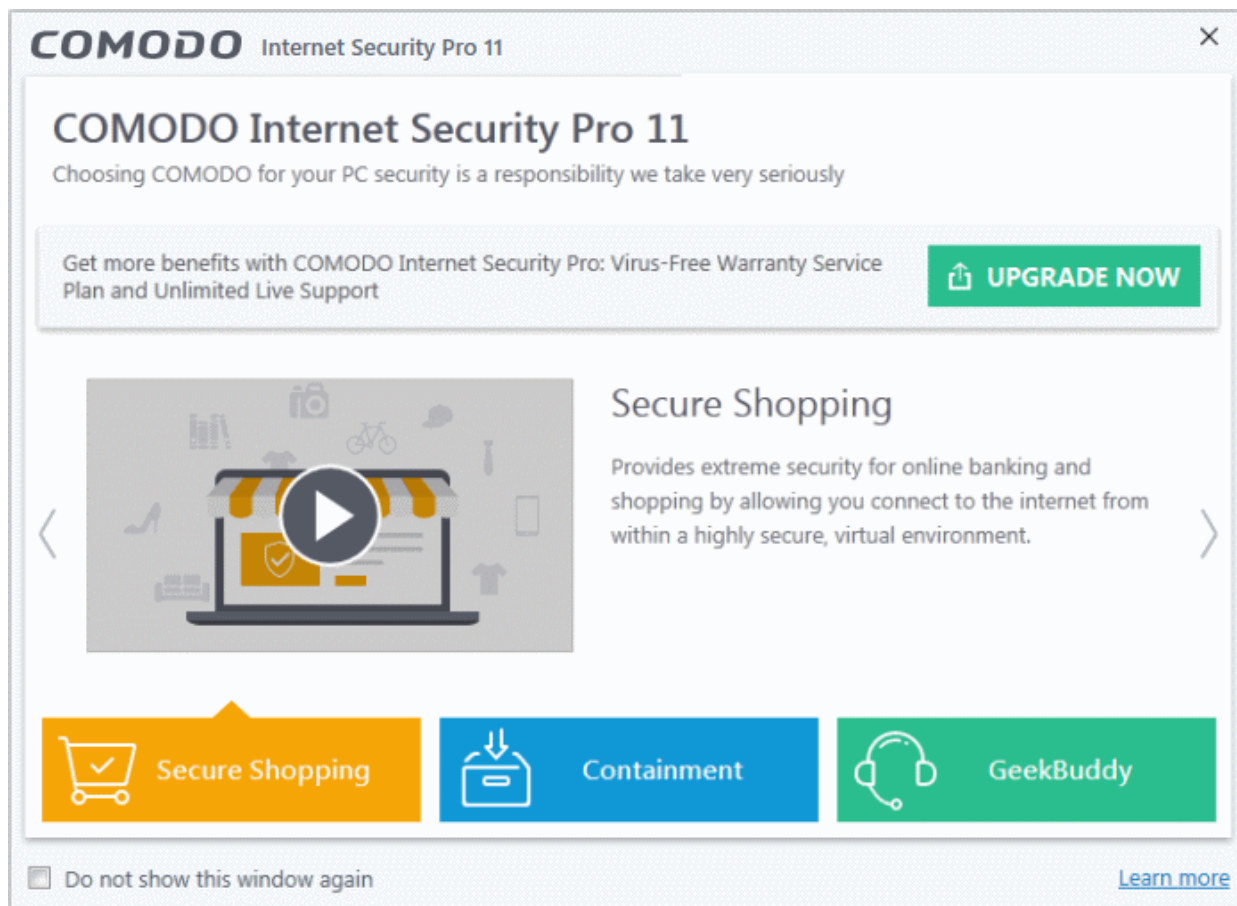 COMODO Internet Security Pro 11
COMODO Internet Security Pro 11
Choosing COMODO for your PC security is a responsibility we take very seriously
Get more benefits with COMODO Internet Security Pro: Virus-Free Warranty Service
Plan and Unlimited Live Support
UPGRADE NOW
Secure Shopping
Provides extreme security for online banking and
shopping by allowing you connect to the internet from
within a highly secure, virtual environment.
Secure Shopping
Containment
GeekBuddy
Do not show this window again
Learn more